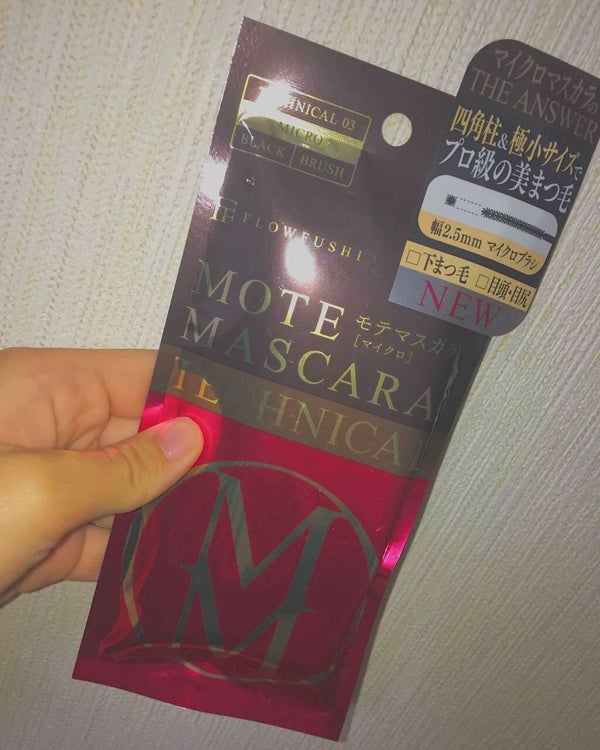 TECHNICAL 03
MICRO
BLACK | BRUSH
FLOWFUSHI
MOTE モテマスカラ
[マイクロ]
MASCARA
TECHNICAL
M
M
マイクロマスカラの
THE ANSWER
四角柱&極小サイズで
プロ級の美まつ毛
幅2.5mm マイクロブラシ
□下まつ毛 □目頭・目尻
NEW